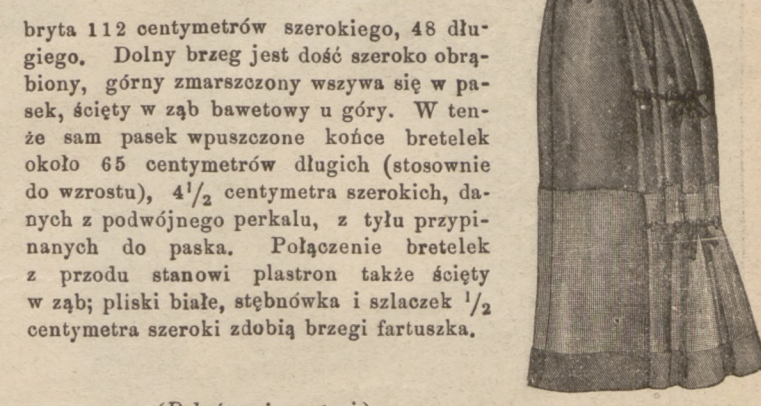 bryta 112 centymetrów szerokiego, 48 dłu-
giego. Dolny brzeg jest dość szeroko obrą-
biony, górny zmarszczony wszywa się w pa-
sek, ścięty w ząb bawetowy u góry. W ten-
że sam pasek wpuszczone końce bretelek
około 65 centymetrów długich (stosownie
do wzrostu), 4¹/₂ centymetra szerokich, da-
nych z podwójnego perkalu, z tyłu przypi-
nanych do paska. Połączenie bretelek
z przodu stanowi plastron także ścięty
w ząb; pliski białe, stębnówka i szlaczek ¹/₂
centymetra szeroki zdobią brzegi fartuszka.